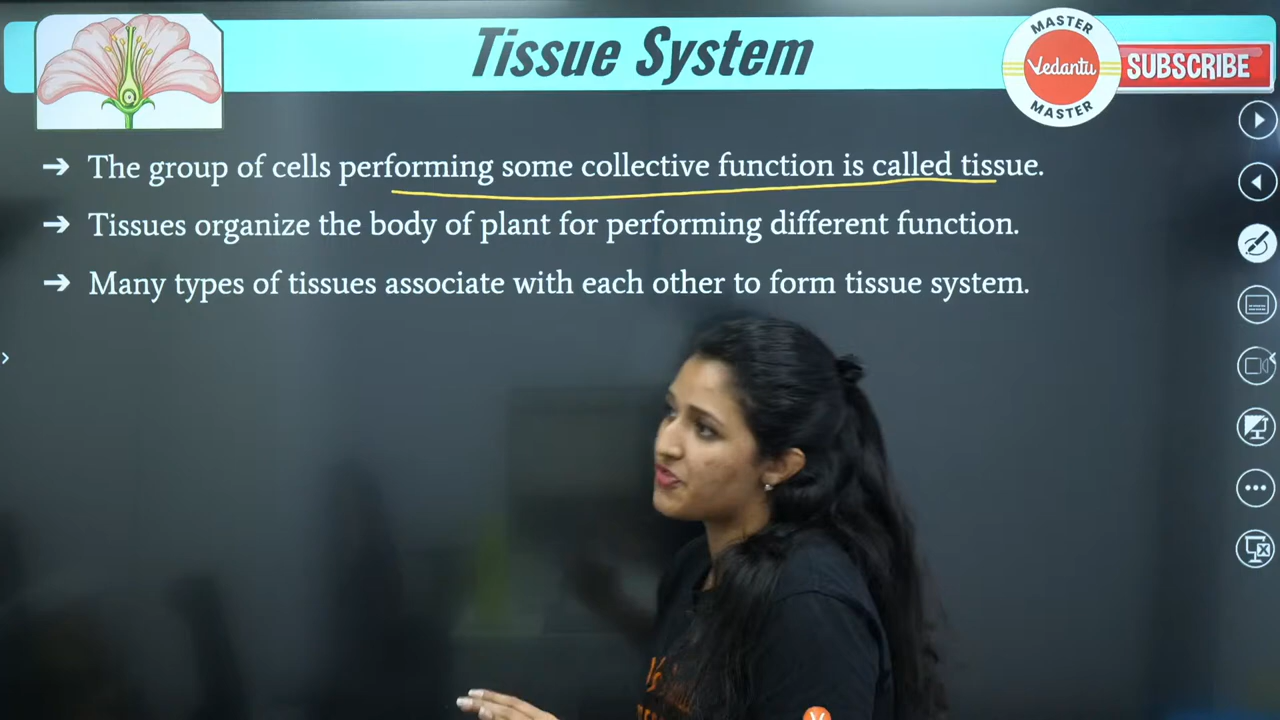 Tissue System
MASTER
Vedantu
MASTER
SUBSCRIBE
→ The group of cells performing some collective function is called tissue.
→ Tissues organize the body of plant for performing different function.
→ Many types of tissues associate with each other to form tissue system.